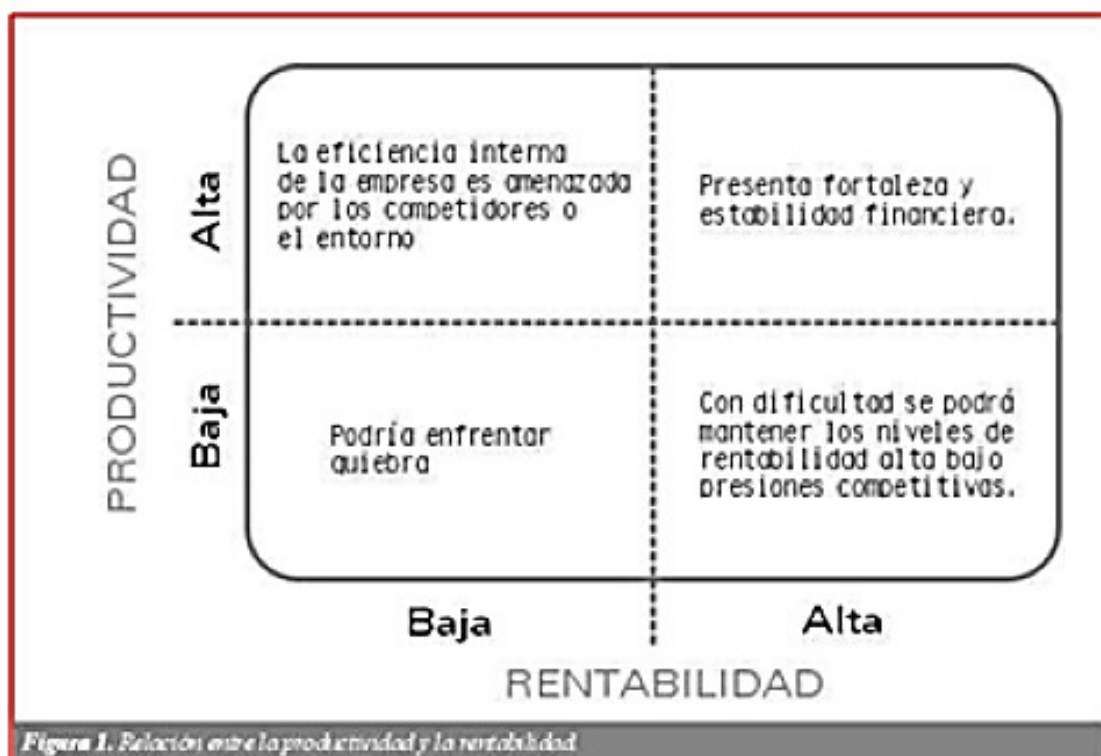 PRODUCTIVIDAD
Alta
La eficiencia interna
de la empresa es amenazada
por los competidores o
el entorno
Presenta fortaleza y
estabilidad financiera.
Baja
Podría enfrentar
quiebra
Con dificultad se podrá
mantener los niveles de
rentabilidad alta bajo
presiones competitivas.
Baja
Alta
RENTABILIDAD
Figura 1. Relación entre la productividad y la rentabilidad